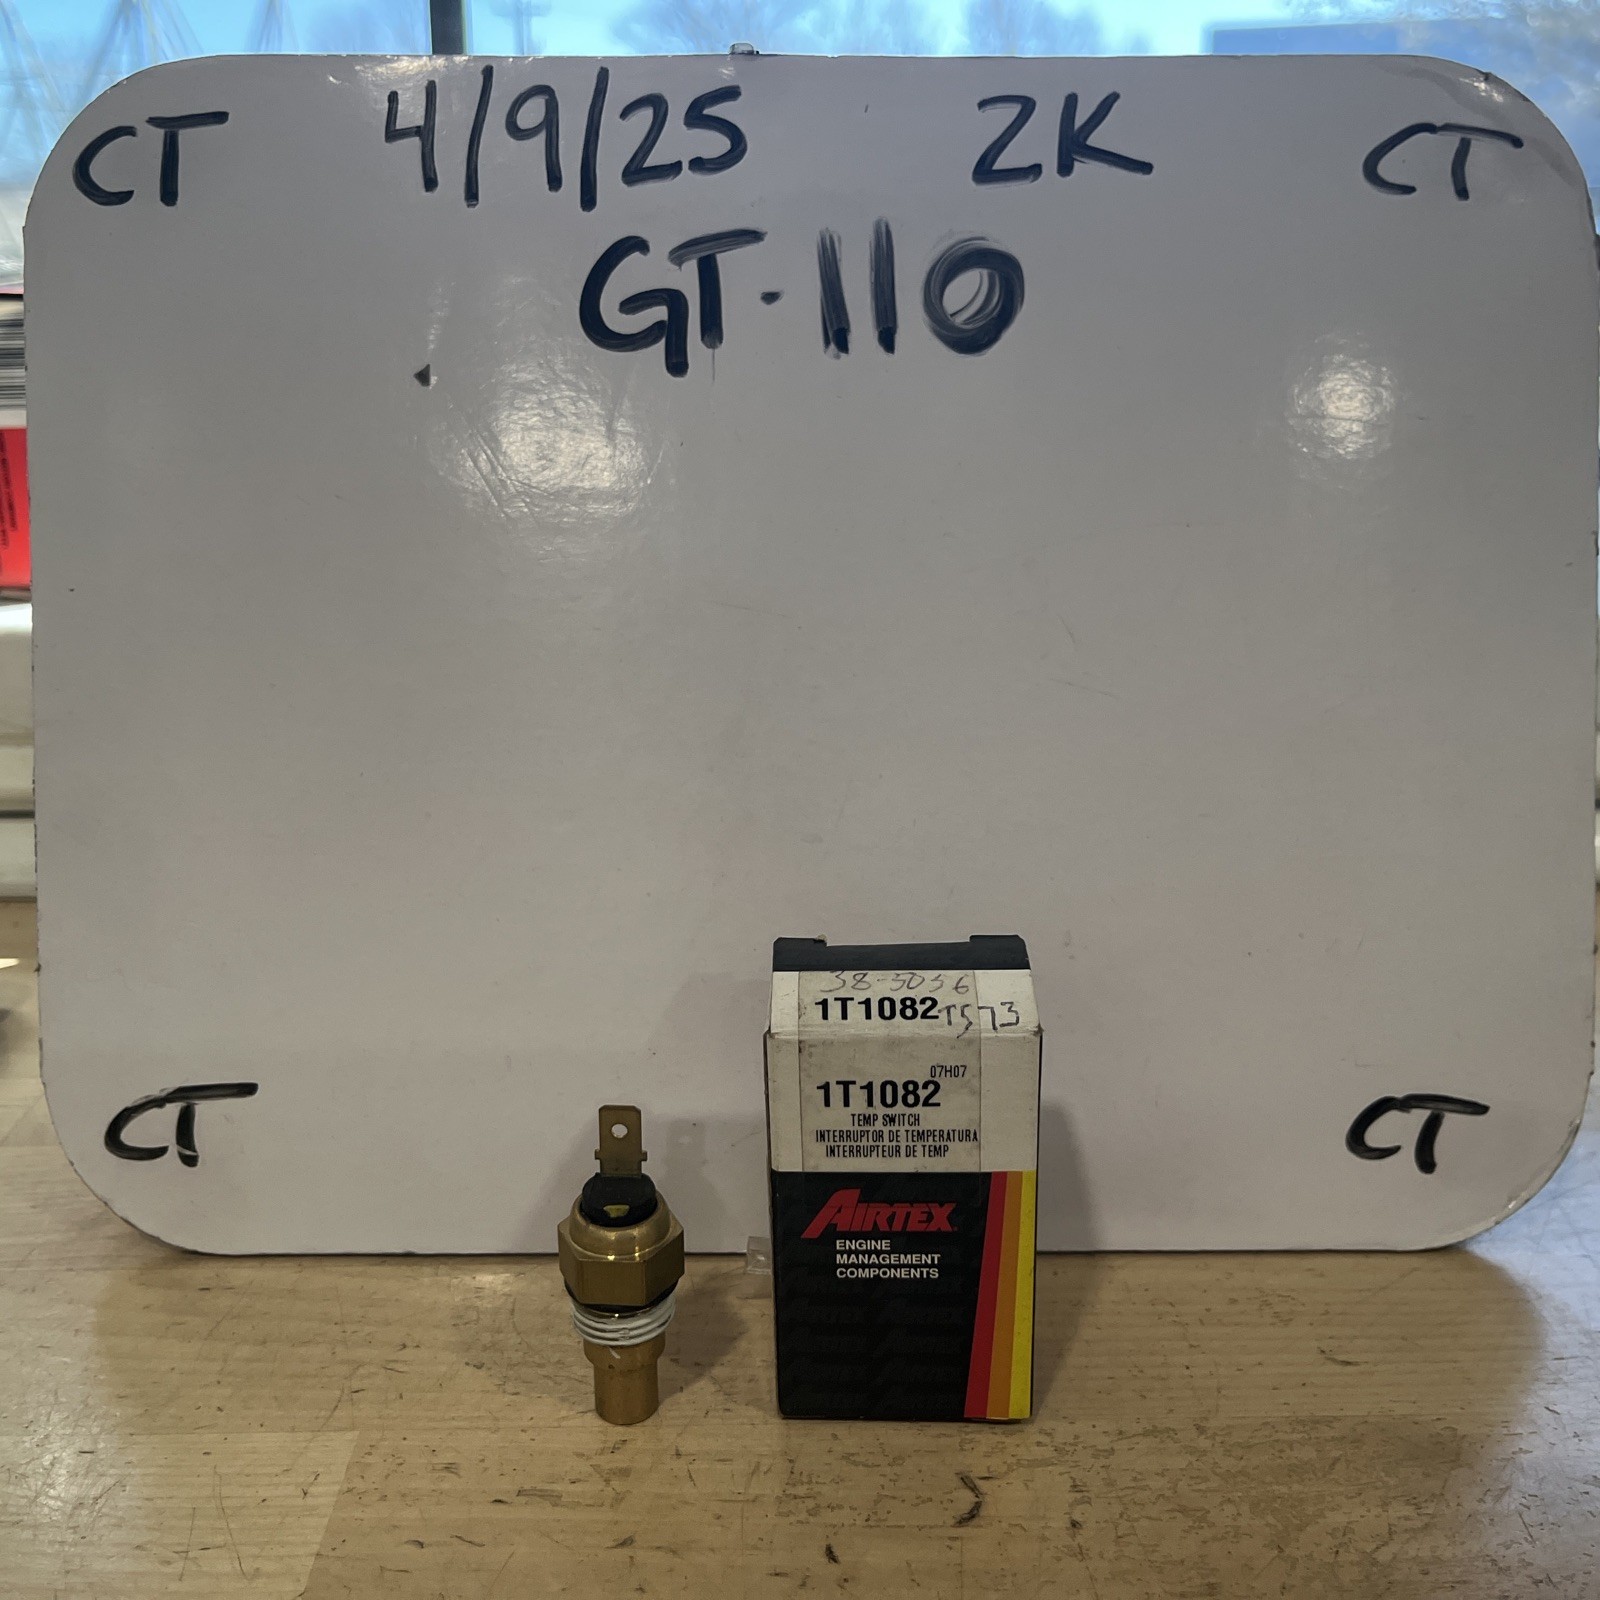 CT 4/9/25 ZK CT
GT-110
38-5056
1T1082 TS73
07H07
1T1082
TEMP SWITCH
INTERRUPTOR DE TEMPERATURA
INTERRUPTEUR DE TEMP
AIRTEX
ENGINE
MANAGEMENT
COMPONENTS
CT CT